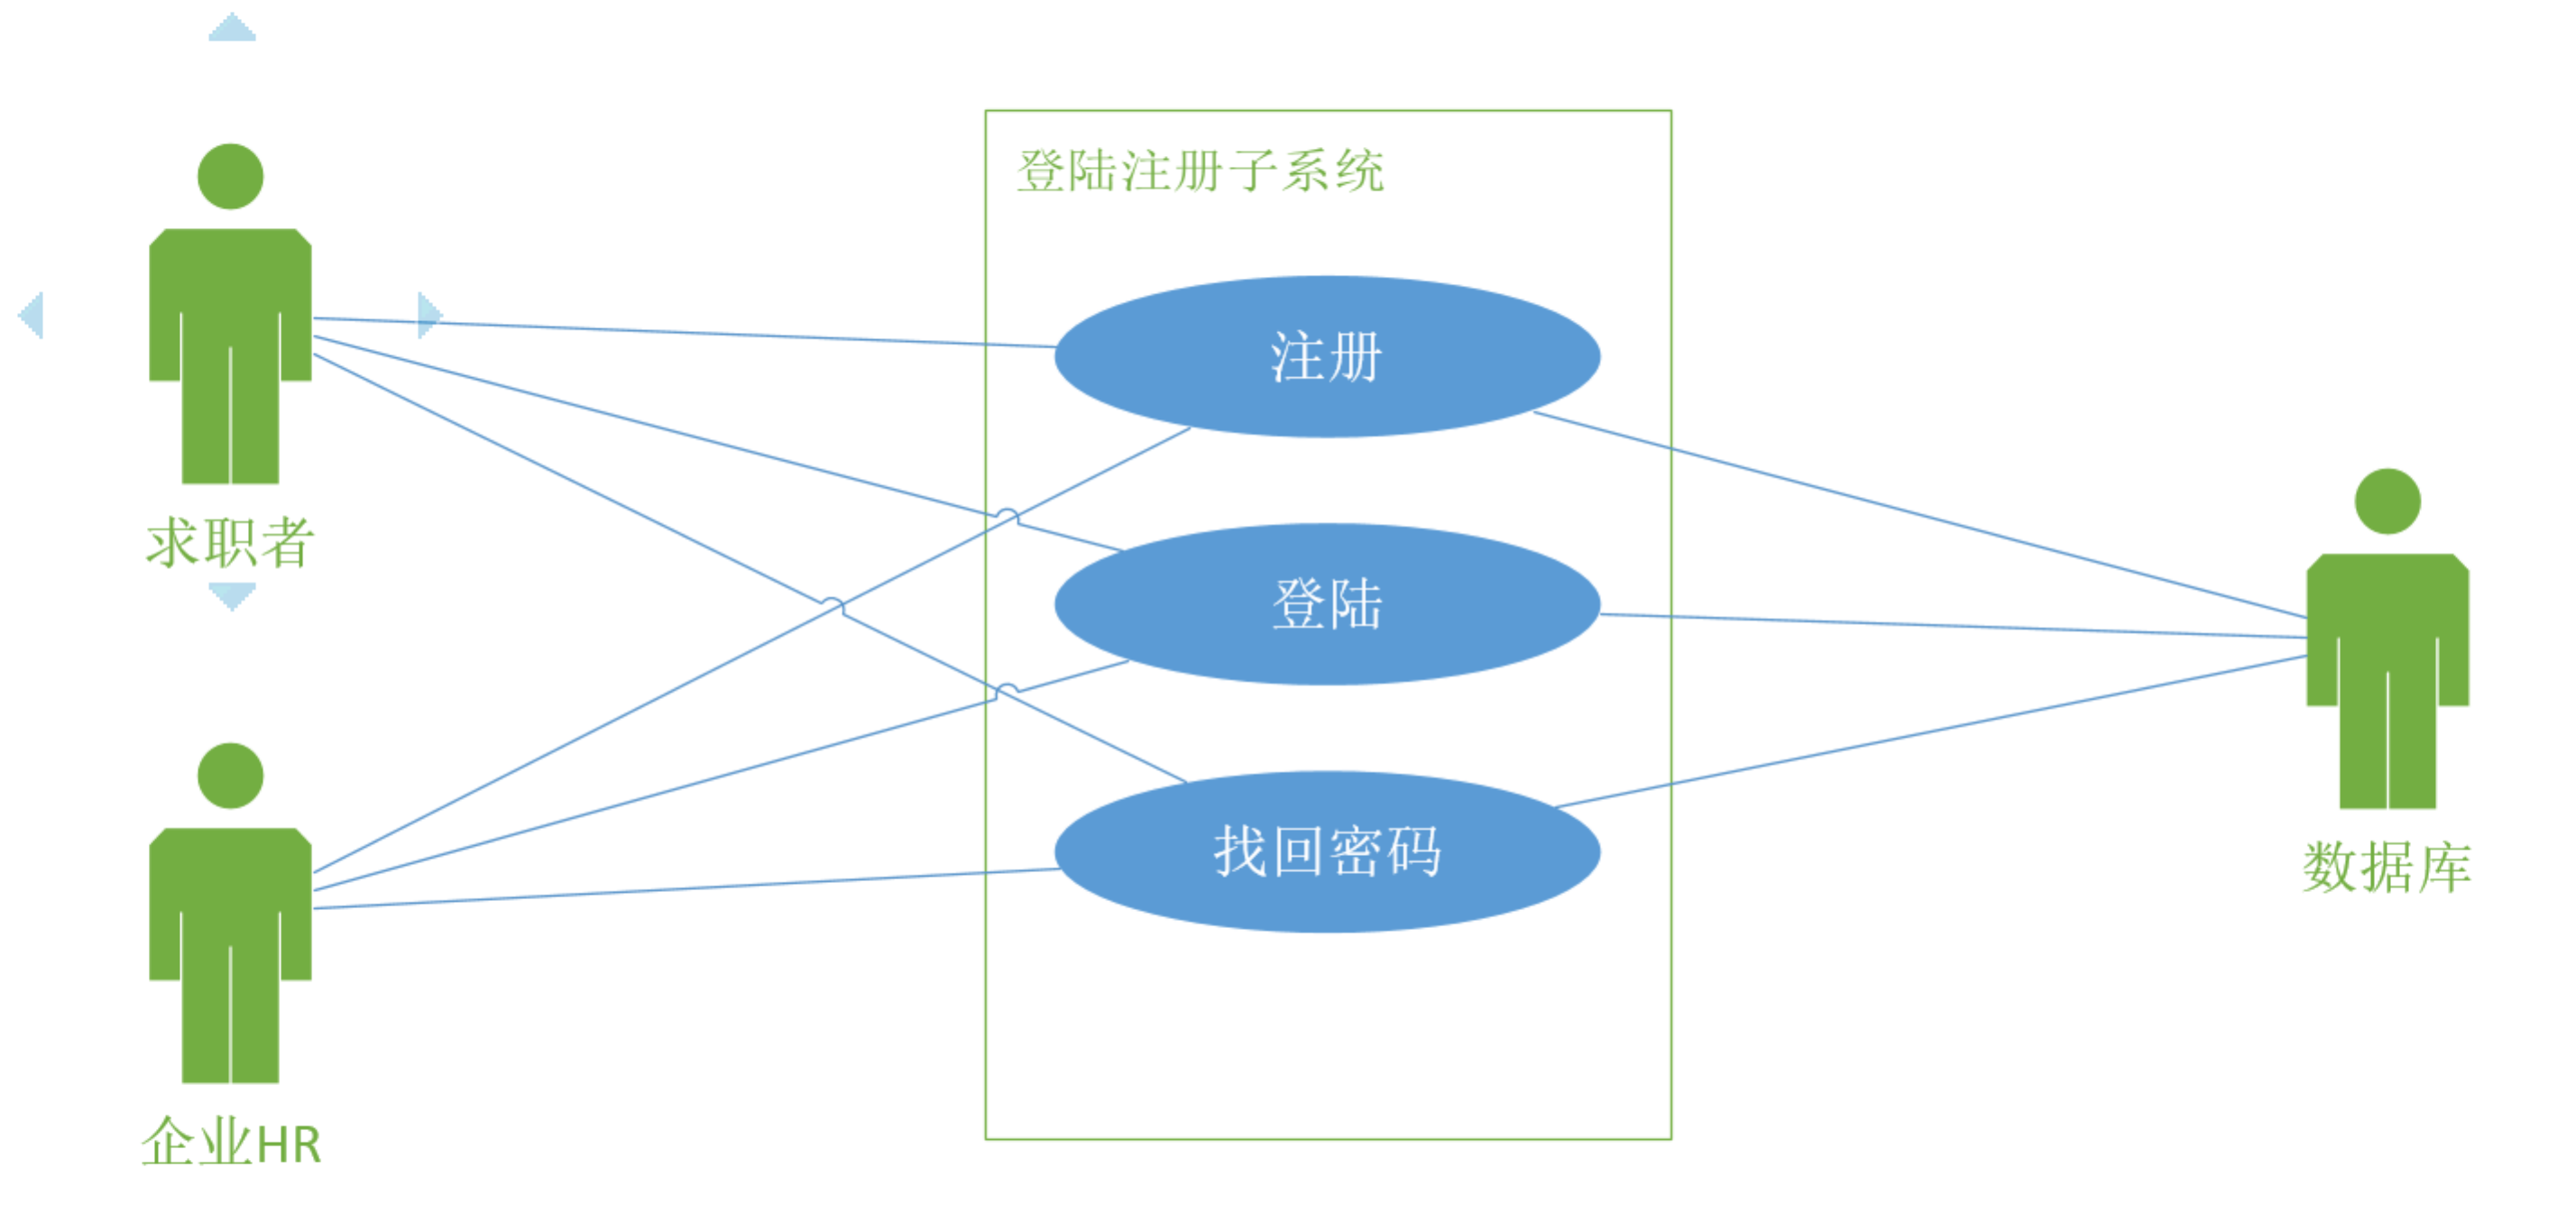 登陆注册子系统
注册
求职者
登陆
找回密码
数据库
企业HR